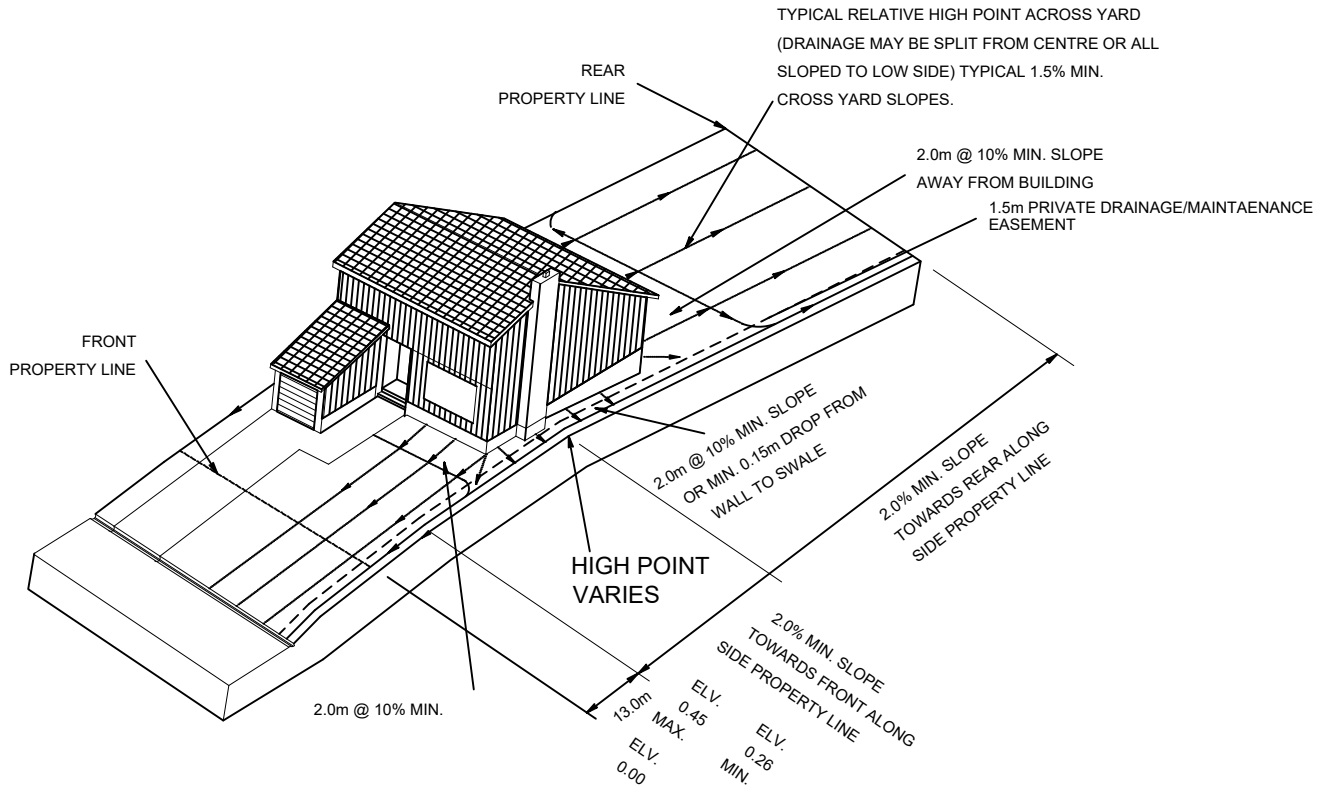 TYPICAL RELATIVE HIGH POINT ACROSS YARD
(DRAINAGE MAY BE SPLIT FROM CENTRE OR ALL
SLOPED TO LOW SIDE) TYPICAL 1.5% MIN.
CROSS YARD SLOPES.
REAR
PROPERTY LINE
2.0m @ 10% MIN. SLOPE
AWAY FROM BUILDING
1.5m PRIVATE DRAINAGE/MAINTAENANCE
EASEMENT
FRONT
PROPERTY LINE
2.0m @ 10% MIN. SLOPE
OR MIN. 0.15m DROP FROM
WALL TO SWALE
2.0% MIN. SLOPE
TOWARDS REAR ALONG
SIDE PROPERTY LINE
HIGH POINT
VARIES
2.0% MIN. SLOPE
TOWARDS FRONT ALONG
SIDE PROPERTY LINE
2.0m @ 10% MIN.
13.0m
ELV.
0.45
MAX.
ELV.
0.26
MIN.
ELV.
0.00